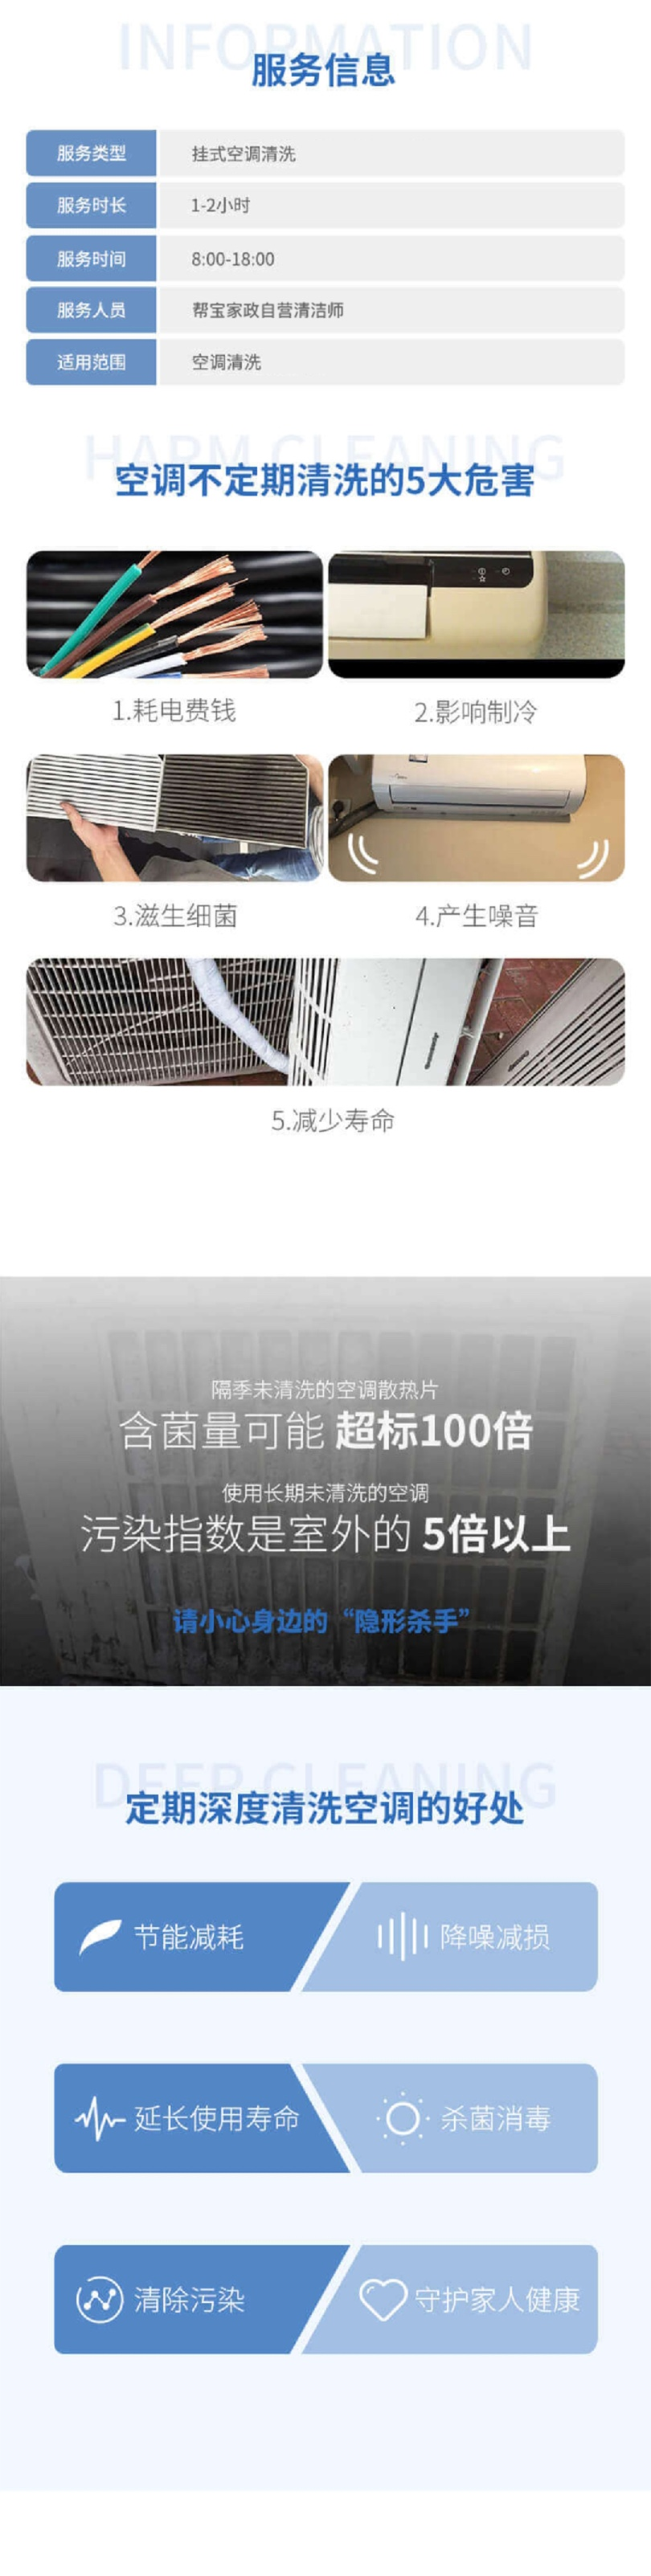 INFORMATION
服务信息
服务类型 挂式空调清洗
服务时长 1-2小时
服务时间 8:00-18:00
服务人员 帮宝家政自营清洁师
适用范围 空调清洗
HARM CLEANING
空调不定期清洗的5大危害
1.耗电费钱
2.影响制冷
3.滋生细菌
4.产生噪音
5.减少寿命
隔季未清洗的空调散热片
含菌量可能 超标100倍
使用长期未清洗的空调
污染指数是室外的 5倍以上
请小心身边的“隐形杀手”
DEEP CLEANING
定期深度清洗空调的好处
节能减耗
降噪减损
延长使用寿命
杀菌消毒
清除污染
守护家人健康